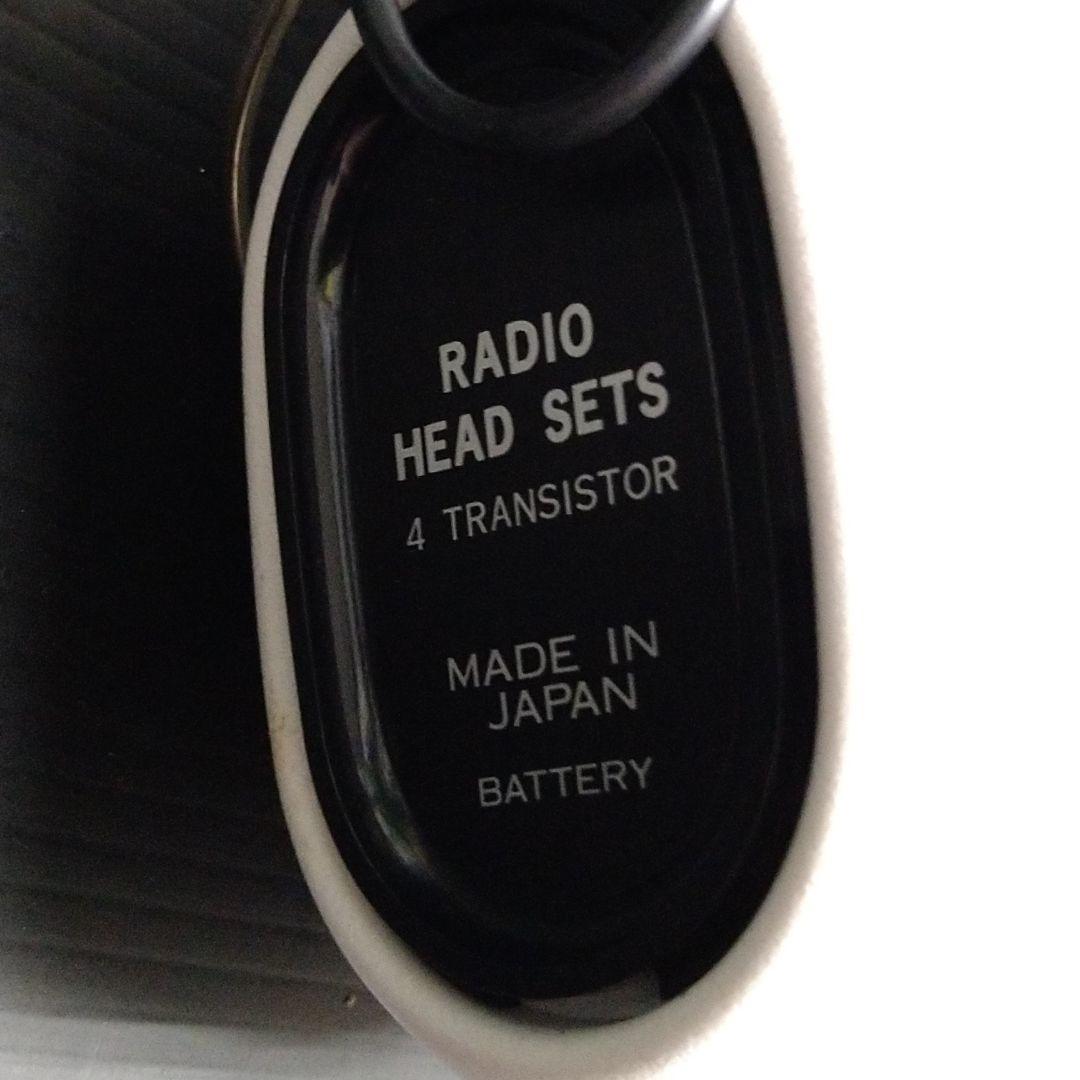 RADIO
HEAD SETS
4 TRANSISTOR
MADE IN
JAPAN
BATTERY